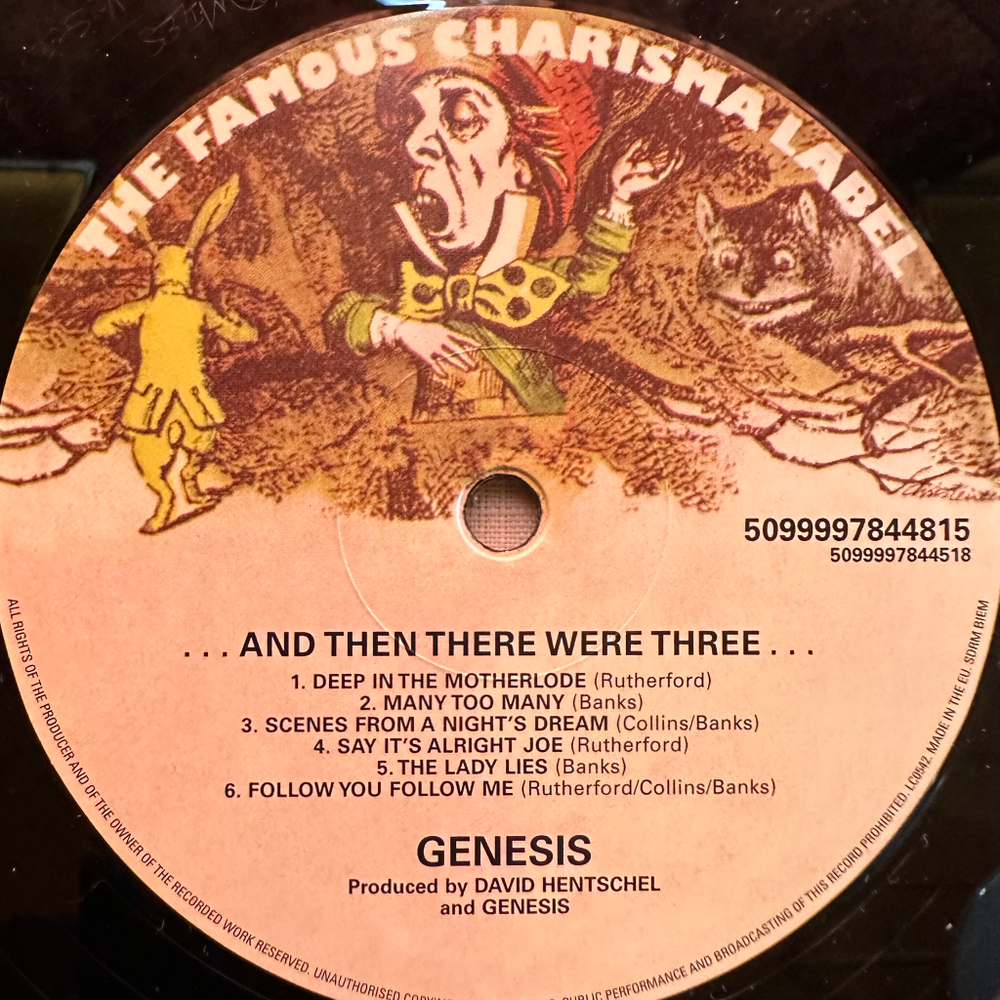 THE FAMOUS CHARISMA LABEL
5099997844815
5099997844518
...AND THEN THERE WERE THREE...
1. DEEP IN THE MOTHERLODE (Rutherford)
2. MANY TOO MANY (Banks)
3. SCENES FROM A NIGHT'S DREAM (Collins/Banks)
4. SAY IT'S ALRIGHT JOE (Rutherford)
5. THE LADY LIES (Banks)
6. FOLLOW YOU FOLLOW ME (Rutherford/Collins/Banks)
GENESIS
Produced by DAVID HENTSCHEL
and GENESIS
ALL RIGHTS OF THE PRODUCER AND OF THE OWNER OF THE RECORDED WORK RESERVED. UNAUTHORISED PUBLIC PERFORMANCE AND BROADCASTING OF THIS RECORD PROHIBITED. LC0542. MADE IN THE EU. SDRM BIEM